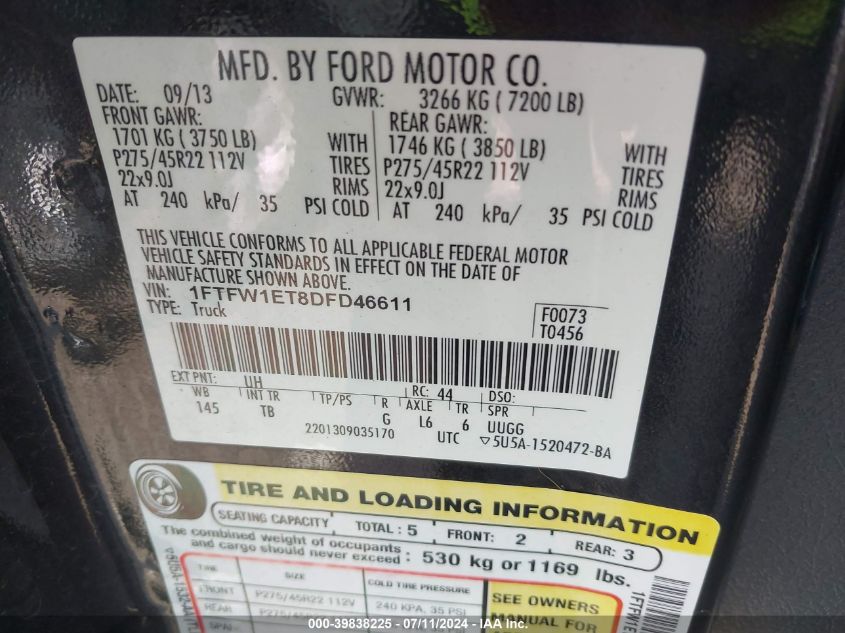 MFD. BY FORD MOTOR CO.
DATE: 09/13 GVWR: 3266 KG ( 7200 LB)
FRONT GAWR: REAR GAWR:
1701 KG ( 3750 LB) WITH 1746 KG ( 3850 LB) WITH
P275/45R22 112V TIRES P275/45R22 112V TIRES
22x9.0J RIMS 22x9.0J RIMS
AT 240 kPa/ 35 PSI COLD AT 240 kPa/ 35 PSI COLD
THIS VEHICLE CONFORMS TO ALL APPLICABLE FEDERAL MOTOR
VEHICLE SAFETY STANDARDS IN EFFECT ON THE DATE OF
MANUFACTURE SHOWN ABOVE.
VIN: 1FTFW1ET8DFD46611
TYPE: Truck
F0073
T0456
EXT PNT: UH RC: 44 DSO:
WB INT TR TP/PS R AXLE TR SPR
145 TB G L6 6 UUGG
2201309035170 UTC ▽5U5A-1520472-BA
TIRE AND LOADING INFORMATION
SEATING CAPACITY TOTAL : 5 FRONT: 2 REAR: 3
The combined weight of occupants
and cargo should never exceed : 530 kg or 1169 lbs.
TIRE SIZE COLD TIRE PRESSURE
FRONT P275/45R22 112V 240 KPA, 35 PSI
REAR P275/45R22 112V
SEE OWNERS
MANUAL FOR
000--39838225 - 07/11/2024 - IAA Inc.